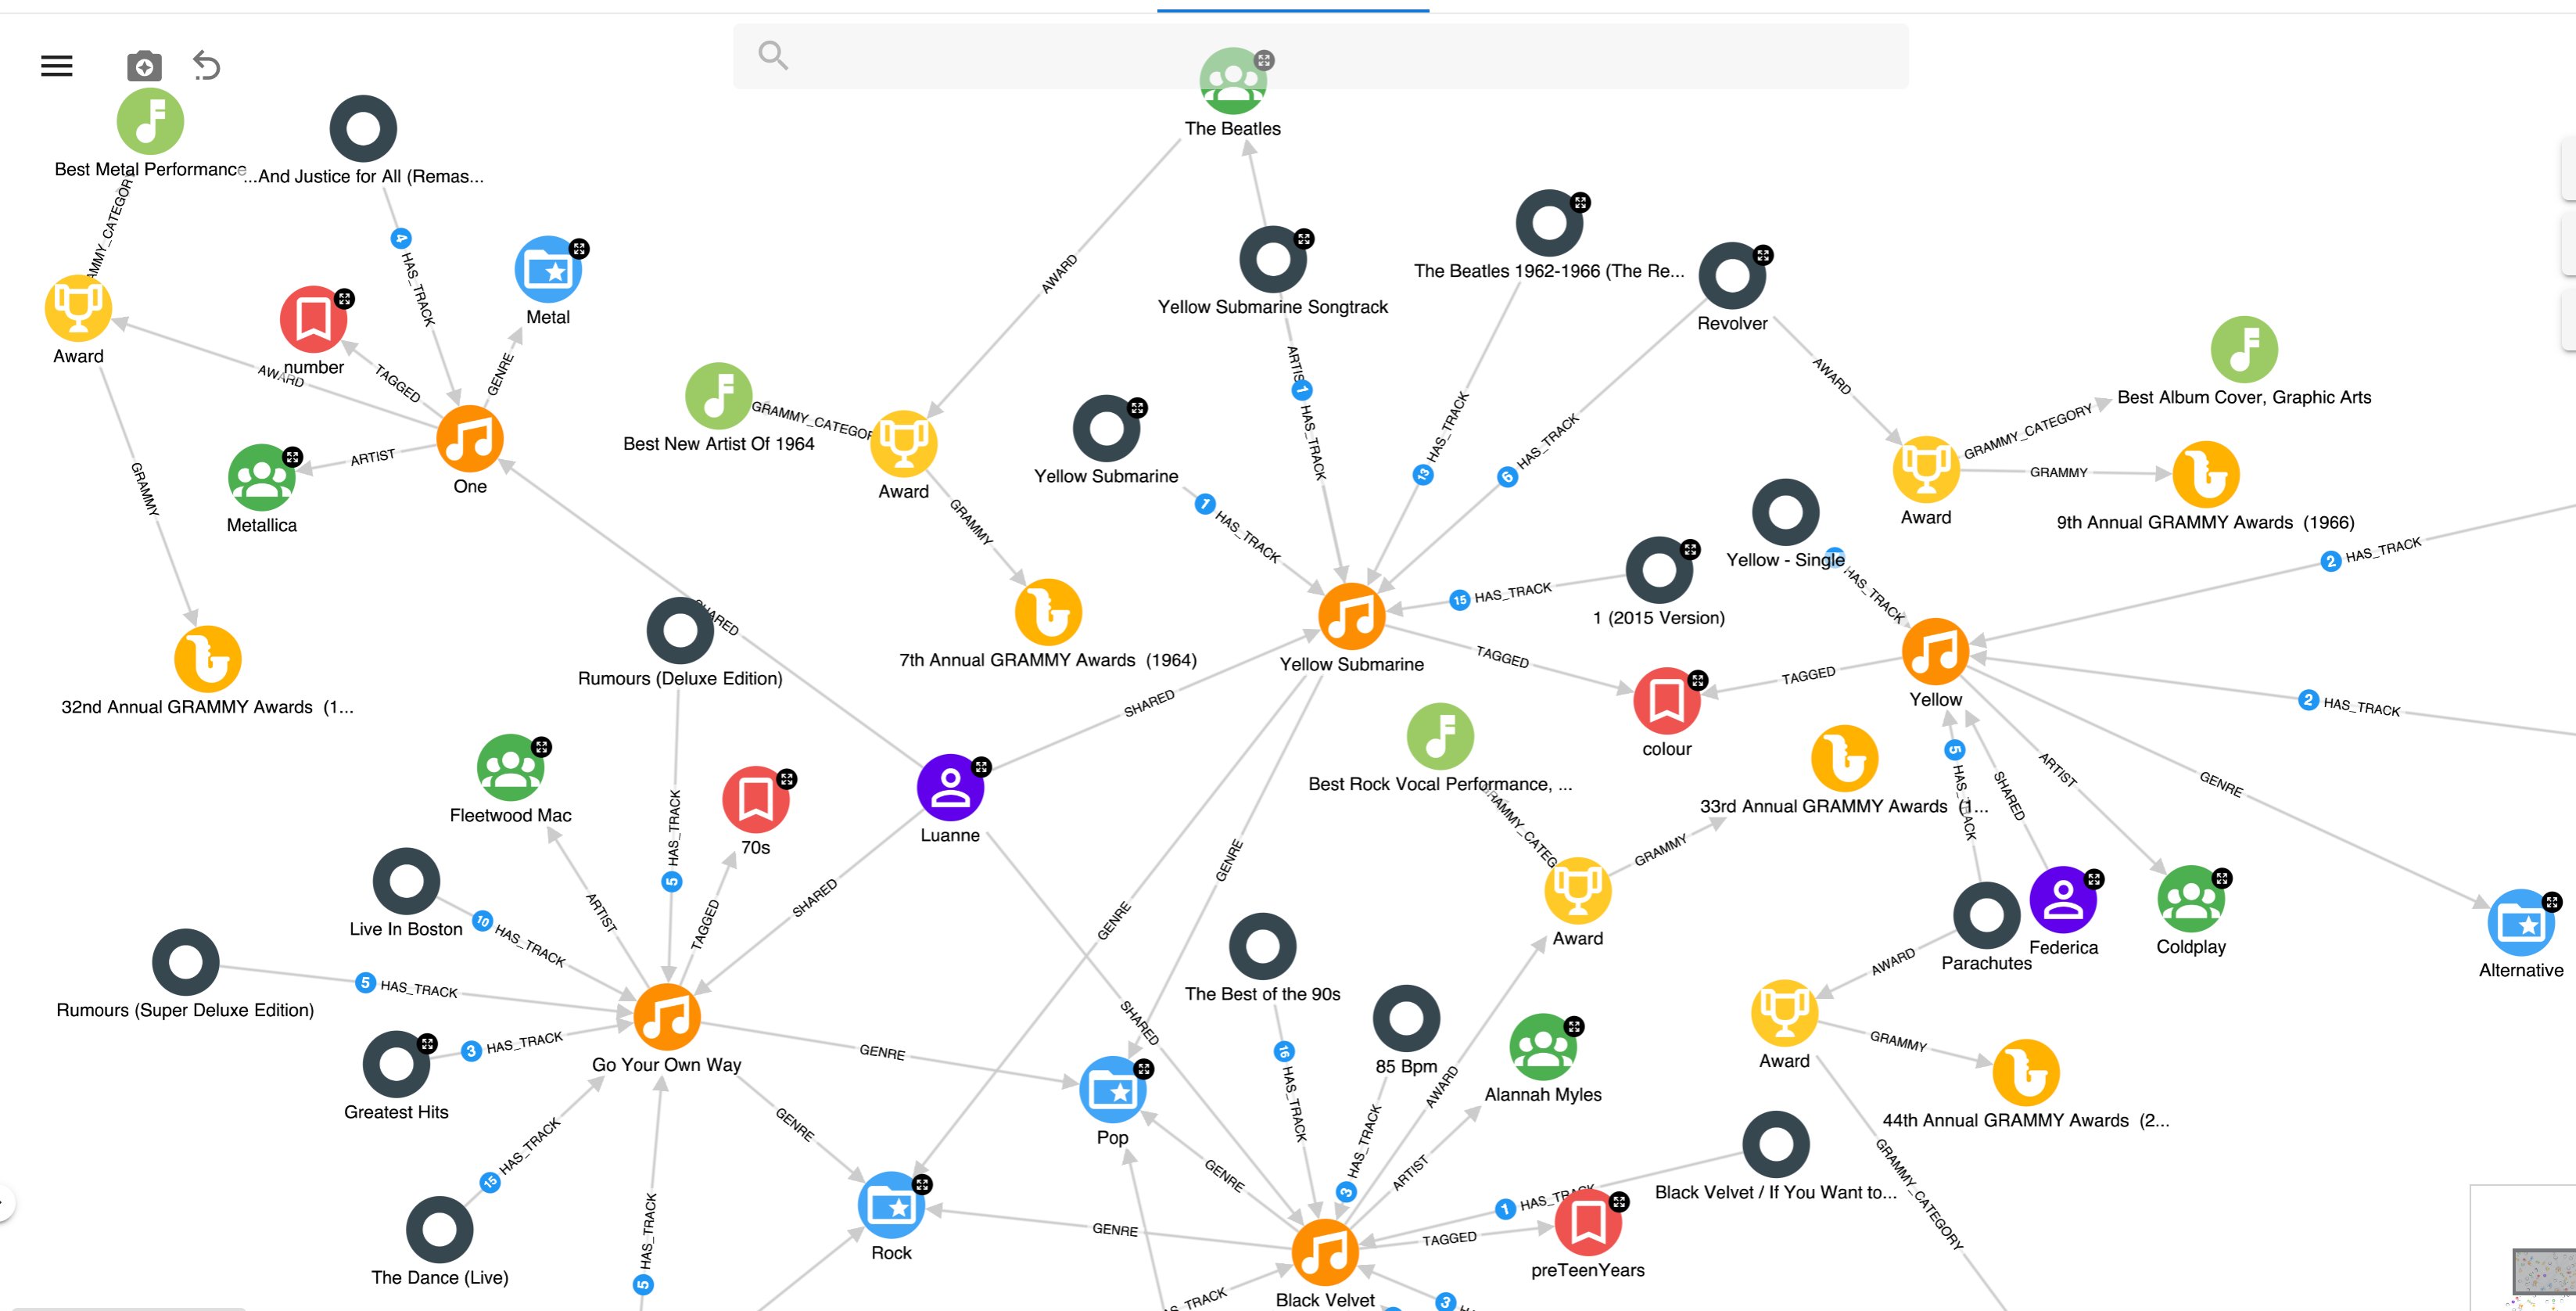 The Beatles
Best Metal Performance
...And Justice for All (Remas...
4
HAS_TRACK
AWARD
The Beatles 1962-1966 (The Re...
Yellow Submarine Songtrack
Revolver
Metal
Award
number
AWARD
TAGGED
GENRE
1
HAS_TRACK
13
HAS_TRACK
6
HAS_TRACK
AWARD
Best Album Cover, Graphic Arts
GRAMMY_CATEGORY
Best New Artist Of 1964
Award
Yellow Submarine
Award
GRAMMY
9th Annual GRAMMY Awards (1966)
ARTIST
One
Metallica
GRAMMY
GRAMMY
1
HAS_TRACK
Yellow - Single
HAS_TRACK
2
HAS_TRACK
15
HAS_TRACK
1 (2015 Version)
7th Annual GRAMMY Awards (1964)
Yellow Submarine
TAGGED
TAGGED
Yellow
Rumours (Deluxe Edition)
32nd Annual GRAMMY Awards (1...
SHARED
2
HAS_TRACK
colour
Best Rock Vocal Performance, ...
33rd Annual GRAMMY Awards (1...
5
HAS_TRACK
SHARED
ARTIST
GENRE
Fleetwood Mac
70s
Luanne
5
HAS_TRACK
GENRE
GRAMMY
Live In Boston
10
HAS_TRACK
ARTIST
TAGGED
SHARED
GENRE
Award
Parachutes
Federica
Coldplay
Alternative
Rumours (Super Deluxe Edition)
5
HAS_TRACK
The Best of the 90s
AWARD
3
HAS_TRACK
Greatest Hits
Go Your Own Way
GENRE
SHARED
16
HAS_TRACK
85 Bpm
AWARD
Alannah Myles
Award
GRAMMY
44th Annual GRAMMY Awards (2...
15
HAS_TRACK
GENRE
Pop
GENRE
3
HAS_TRACK
ARTIST
Black Velvet / If You Want to...
GRAMMY_CATEGORY
1
HAS_TRACK
The Dance (Live)
5
HAS_TRACK
Rock
GENRE
TAGGED
preTeenYears
Black Velvet
3